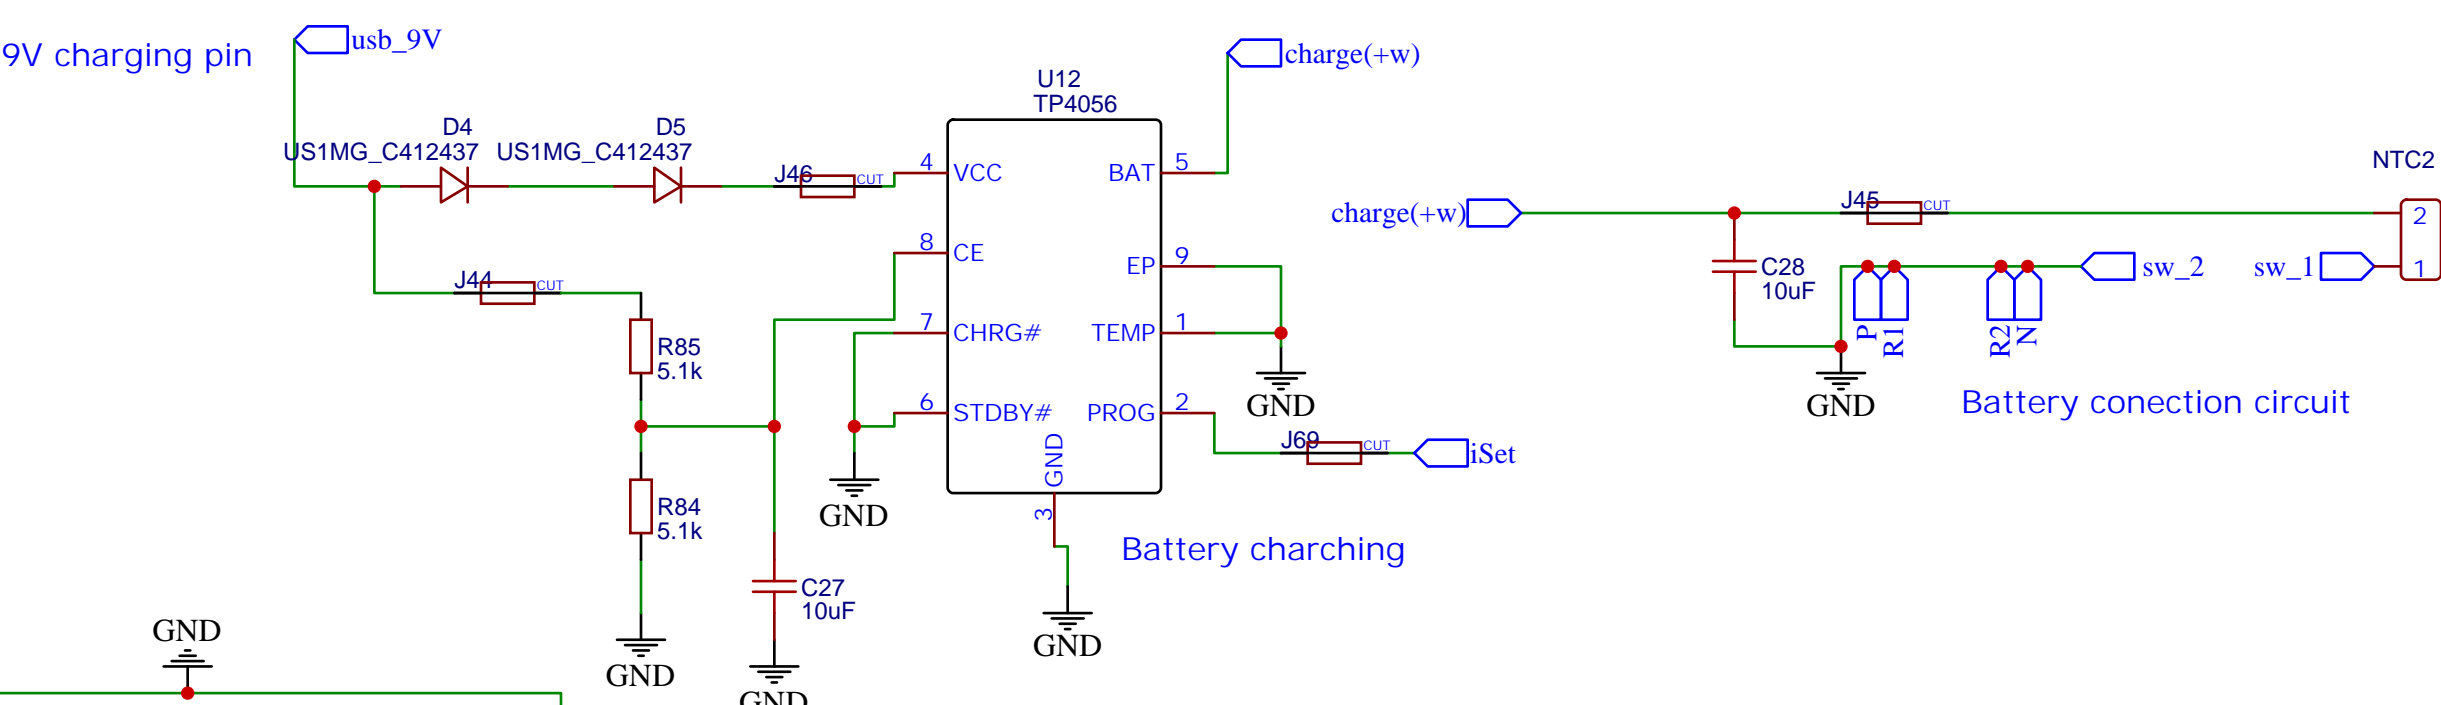 9V charging pin
usb_9V
D4
US1MG_C412437
D5
US1MG_C412437
J46
CUT
J44
CUT
R85
5.1k
R84
5.1k
C27
10uF
GND
GND
GND
GND
U12
TP4056
4
VCC
8
CE
7
CHRG#
6
STDBY#
BAT
5
EP
9
TEMP
1
PROG
2
GND
3
charge(+w)
GND
J69
CUT
iSet
GND
Battery charching
charge(+w)
J45
CUT
C28
10uF
P
R1
R2
N
sw_2
sw_1
NTC2
2
1
GND
Battery conection circuit